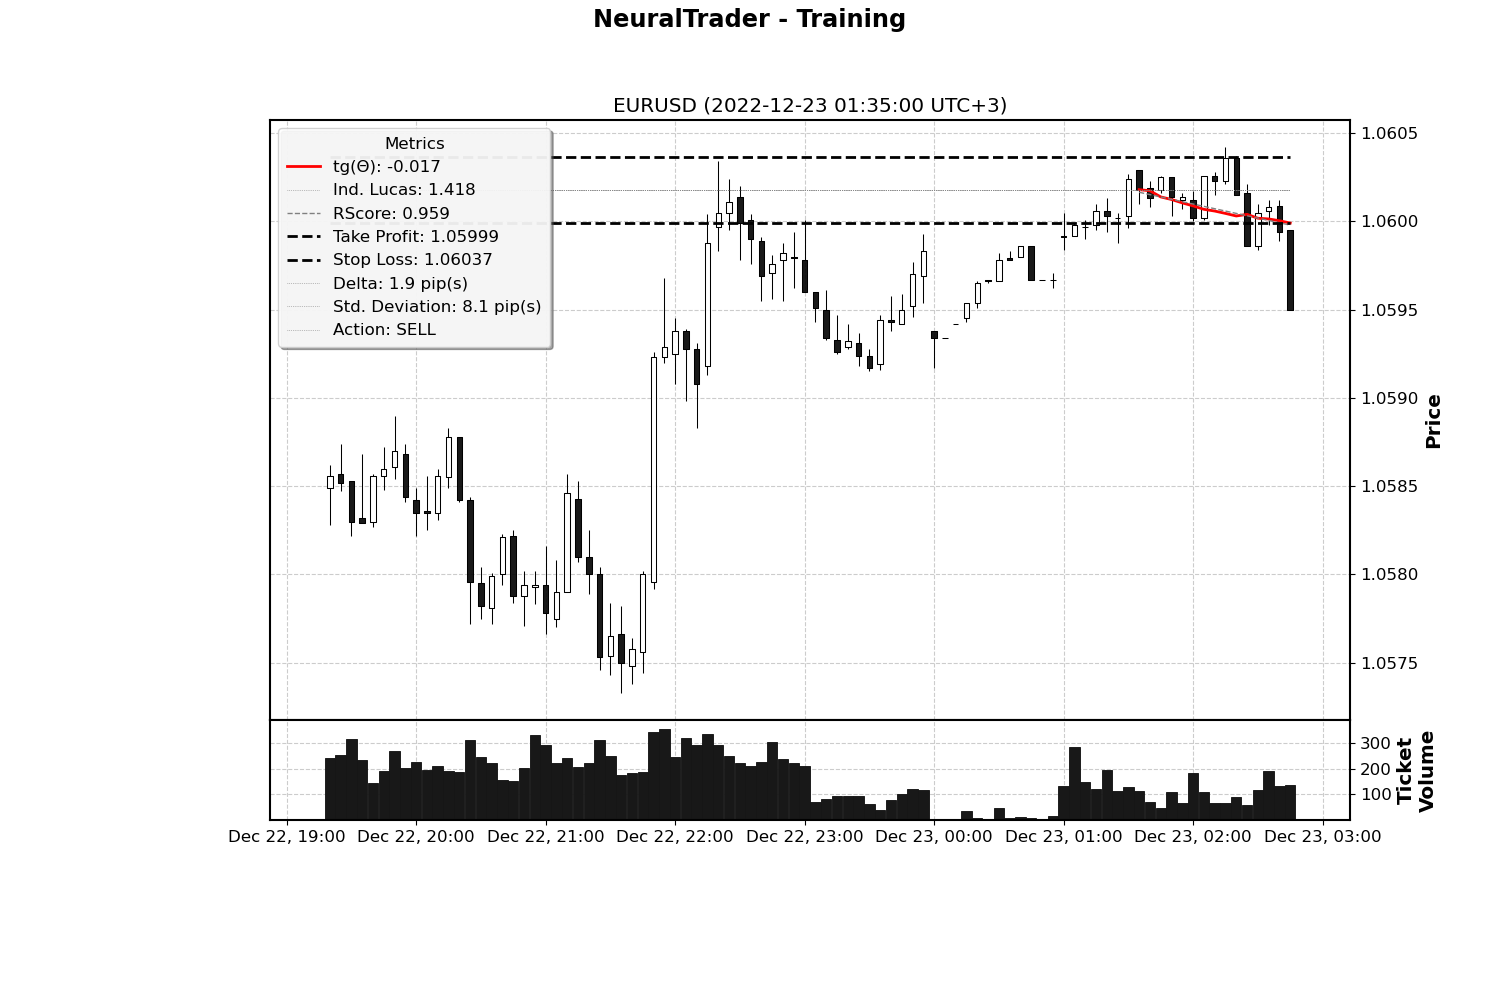 NeuralTrader - Training
EURUSD (2022-12-23 01:35:00 UTC+3)
Metrics
tg(Θ): -0.017
Ind. Lucas: 1.418
RScore: 0.959
Take Profit: 1.05999
Stop Loss: 1.06037
Delta: 1.9 pip(s)
Std. Deviation: 8.1 pip(s)
Action: SELL
1.0605
1.0600
1.0595
1.0590
1.0585
1.0580
1.0575
Price
300
200
100
Ticket
Volume
Dec 22, 19:00 Dec 22, 20:00 Dec 22, 21:00 Dec 22, 22:00 Dec 22, 23:00 Dec 23, 00:00 Dec 23, 01:00 Dec 23, 02:00 Dec 23, 03:00